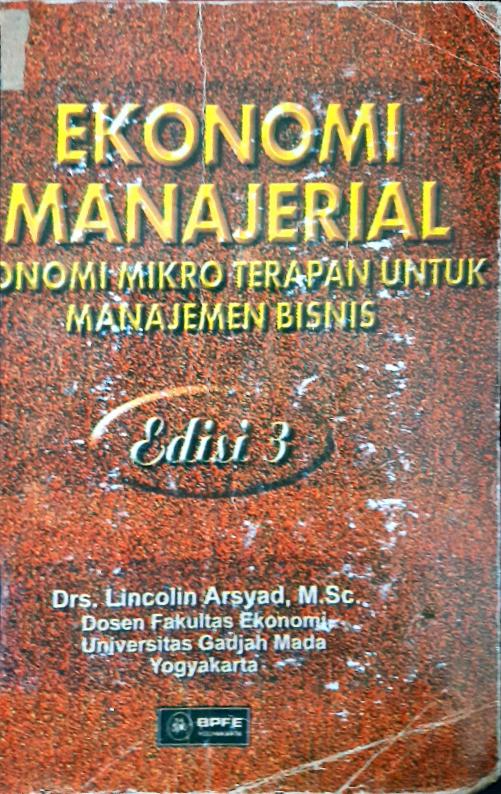 EKONOMI
MANAJERIAL
ONOMI MIKRO TERAPAN UNTUK
MANAJEMEN BISNIS
Edisi 3
Drs. Lincolin Arsyad, M.Sc.
Dosen Fakultas Ekonomi
Universitas Gadjah Mada
Yogyakarta
BPFE
YOGYAKARTA